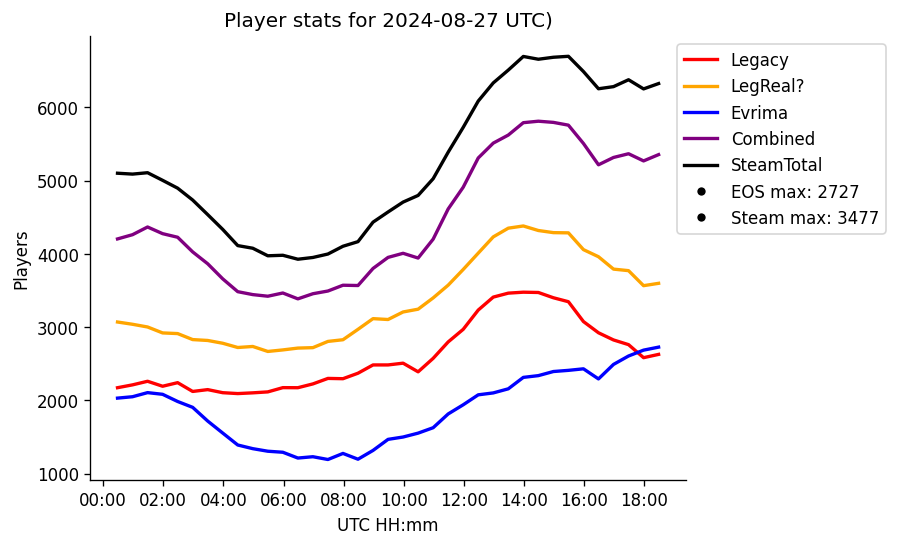 Player stats for 2024-08-27 UTC)
Legacy
LegReal?
Evrima
Combined
SteamTotal
EOS max: 2727
Steam max: 3477
Players
6000
5000
4000
3000
2000
1000
00:00 02:00 04:00 06:00 08:00 10:00 12:00 14:00 16:00 18:00
UTC HH:mm